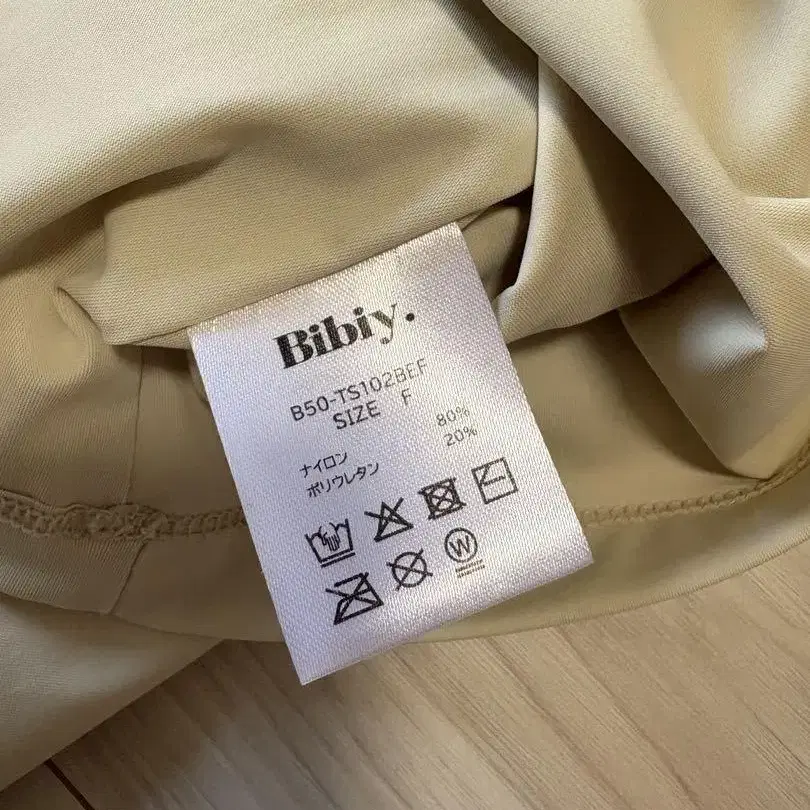 Bibiy.
B50-TS102BEF
SIZE F
ナイロン 80%
ポリウレタン 20%
W